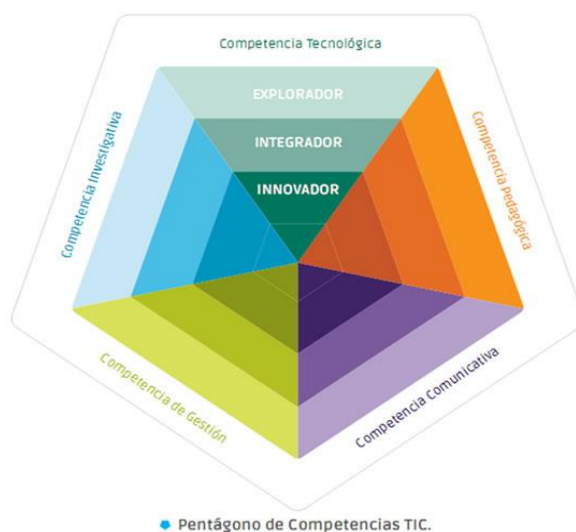 Competencia Tecnológica
EXPLORADOR
INTEGRADOR
INNOVADOR
Competencia Investigativa
Competencia Pedagógica
Competencia de Gestión
Competencia Comunicativa
Pentágono de Competencias TIC.